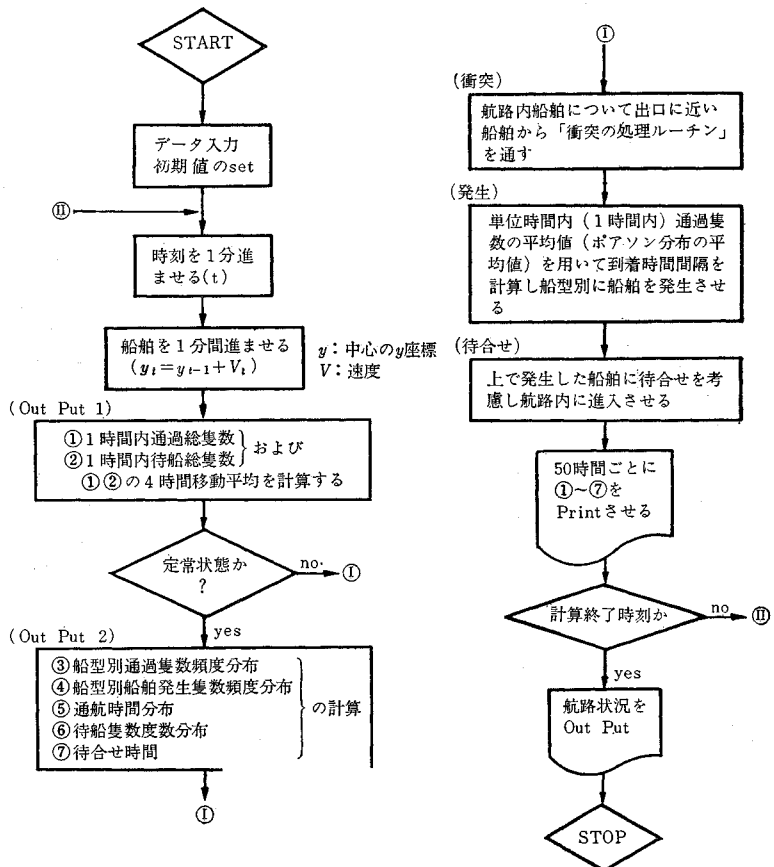 START
データ入力
初期値のset
Ⓘ︎Ⅱ
時刻を1分進
ませる(t)
船舶を1分間進ませる
(yt=yt-1+Vt)
y:中心のy座標
V:速度
(Out Put 1)
①1時間内通過総隻数
②1時間内待船総隻数
および
①②の4時間移動平均を計算する
定常状態か
?
no.
Ⅰ
yes
(Out Put 2)
③船型別通過隻数頻度分布
④船型別船舶発生隻数頻度分布
⑤通航時間分布
⑥待船隻数度数分布
⑦待合せ時間
の計算
Ⅰ
Ⅰ
(衝突)
航路内船舶について出口に近い
船舶から「衝突の処理ルーチン」
を通す
(発生)
単位時間内(1時間内)通過隻
数の平均値(ポアソン分布の平
均値)を用いて到着時間間隔を
計算し船型別に船舶を発生させ
る
(待合せ)
上で発生した船舶に待合せを考
慮し航路内に進入させる
50時間ごとに
①~⑦を
Printさせる
計算終了時刻か
no
Ⅱ
yes
航路状況を
Out Put
STOP